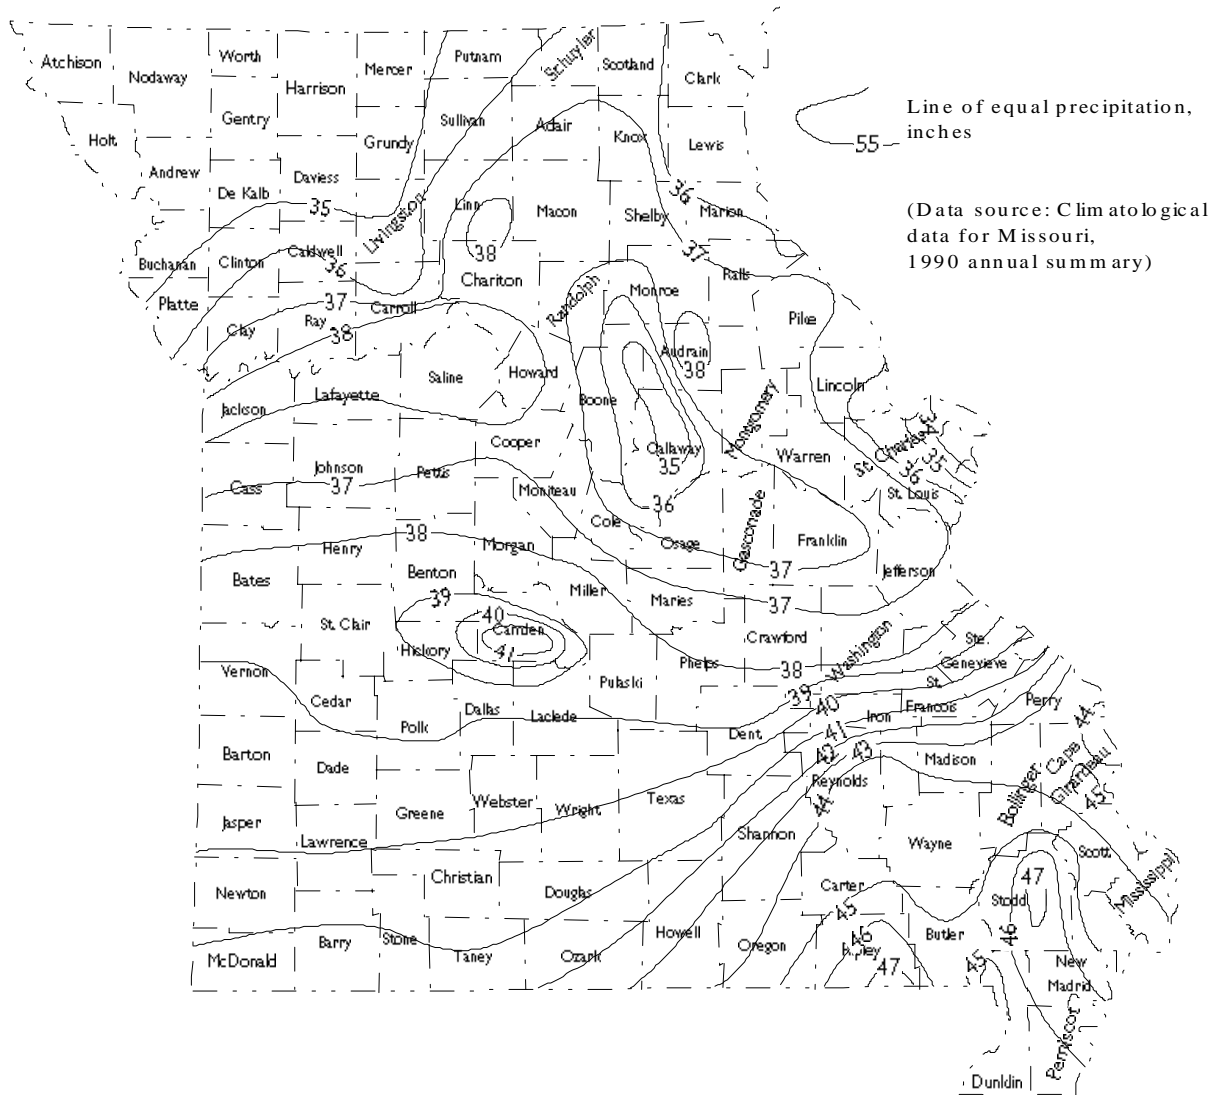 Line of equal precipitation,
inches
55
(Data source: Climatological
data for Missouri,
1990 annual summary)
Atchison
Nodaway
Worth
Harrison
Mercer
Putnam
Schuyler
Scotland
Clark
Holt
Gentry
Grundy
Sullivan
Adair
Knox
Lewis
Andrew
De Kalb
Daviess
35
Livingston
Linn
Macon
Shelby
36
Marion
Buchanan
Clinton
Caldwell
36
38
37
Ralls
Platte
37
Carroll
Chariton
Randolph
Monroe
Pike
Clay
Ray
38
Audrain
38
Saline
Howard
Lincoln
Jackson
Lafayette
Boone
Montgomery
Cooper
Callaway
35
Warren
St. Charles
35
36
St. Louis
Cass
Johnson
37
Pettis
Moniteau
36
Cole
Osage
Gasconade
Franklin
37
Jefferson
Bates
Henry
38
Morgan
Benton
Miller
Maries
37
39
40
Camden
41
St. Clair
Hickory
Crawford
Washington
Ste.
Genevieve
Vernon
Phelps
38
Pulaski
39
St.
Francois
Cedar
Polk
Dallas
Laclede
40
Iron
Perry
Dent
41
44
Barton
Dade
42
43
Madison
Cape
Girardeau
Bollinger
45
Reynolds
Greene
Webster
Wright
Texas
44
Jasper
Lawrence
Shannon
Wayne
Scott
Mississippi
Newton
Christian
Douglas
Carter
47
Stodd
45
McDonald
Barry
Stone
Taney
Ozark
Howell
Oregon
46
47
Butler
46
45
New
Madrid
Pemiscot
Dunklin